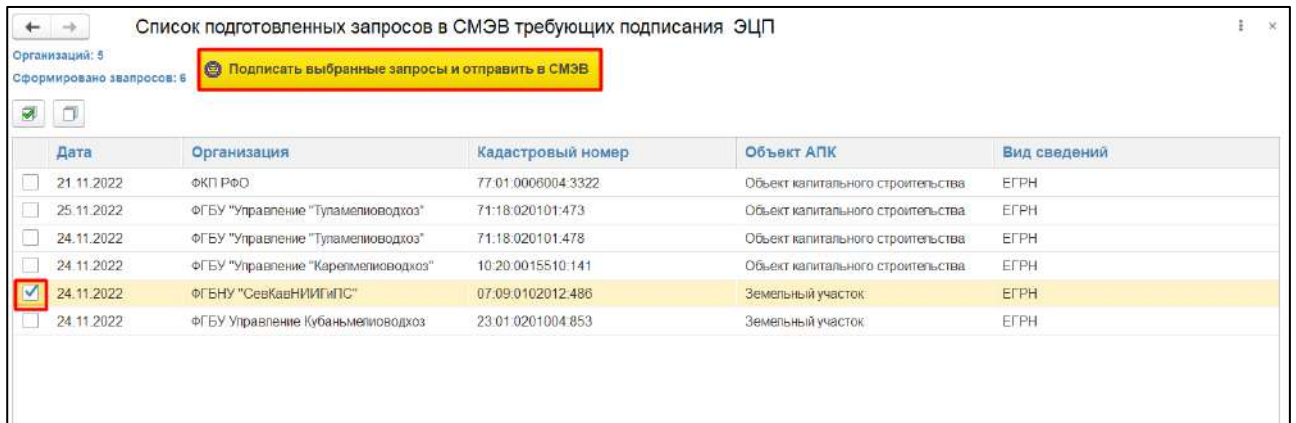 Список подготовленных запросов в СМЭВ требующих подписания ЭЦП
Организаций: 5
Сформировано звапросов: 6
Подписать выбранные запросы и отправить в СМЭВ
Дата Организация Кадастровый номер Объект АПК Вид сведений
21.11.2022 ФКП РФО 77:01:0006004:3322 Объект капитального строительства ЕГРН
25.11.2022 ФГБУ "Управление "Туламелиоводхоз" 71:18:020101:473 Объект капитального строительства ЕГРН
24.11.2022 ФГБУ "Управление "Туламелиоводхоз" 71:18:020101:478 Объект капитального строительства ЕГРН
24.11.2022 ФГБУ "Управление "Карелмелиоводхоз" 10:20:0015510:141 Объект капитального строительства ЕГРН
24.11.2022 ФГБНУ "СевКавНИИГиПС" 07:09:0102012:486 Земельный участок ЕГРН
24.11.2022 ФГБУ Управление Кубаньмелиоводхоз 23:01:0201004:853 Земельный участок ЕГРН